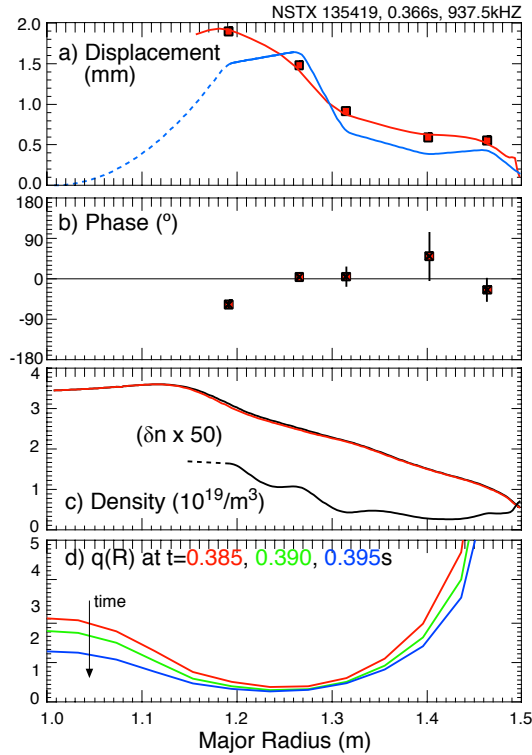 NSTX 135419, 0.366s, 937.5kHZ
2.0
a) Displacement
(mm)
1.5
1.0
0.5
0.0
180
b) Phase (º)
90
0
-90
-180
4
3
2
(δn x 50)
1
c) Density (10¹⁹/m³)
0
5
d) q(R) at t=0.385, 0.390, 0.395s
4
3
time
2
1
0
1.0 1.1 1.2 1.3 1.4 1.5
Major Radius (m)